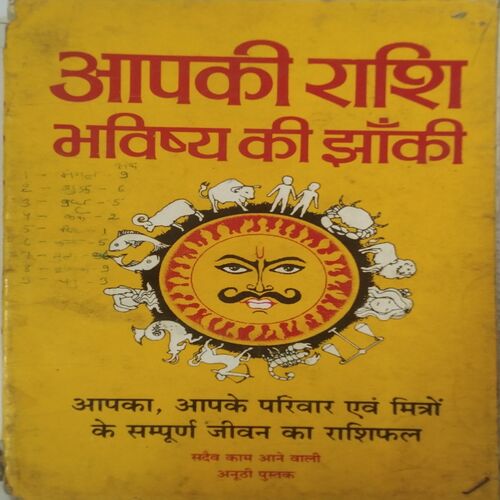 आपकी राशि
भविष्य की झाँकी
आपका, आपके परिवार एवं मित्रों
के सम्पूर्ण जीवन का राशिफल
सदैव काम आने वाली
अनूठी पुस्तक